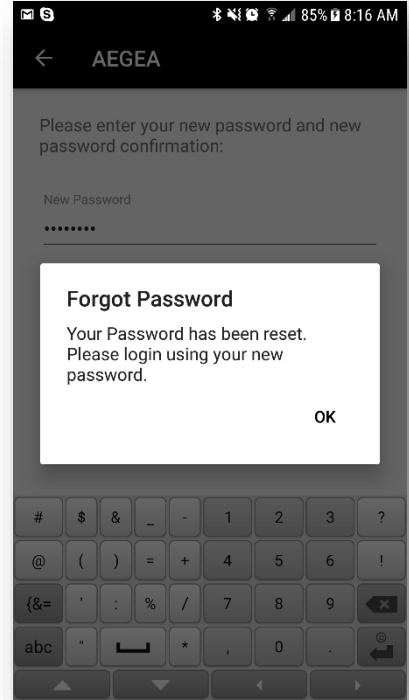 85% 8:16 AM
AEGEA
Please enter your new password and new
password confirmation:
New Password
••••••••
Forgot Password
Your Password has been reset.
Please login using your new
password.
OK
# $ & _ - 1 2 3 ?
@ ( ) = + 4 5 6 !
{&= ' : % / 7 8 9
abc " * , 0 .